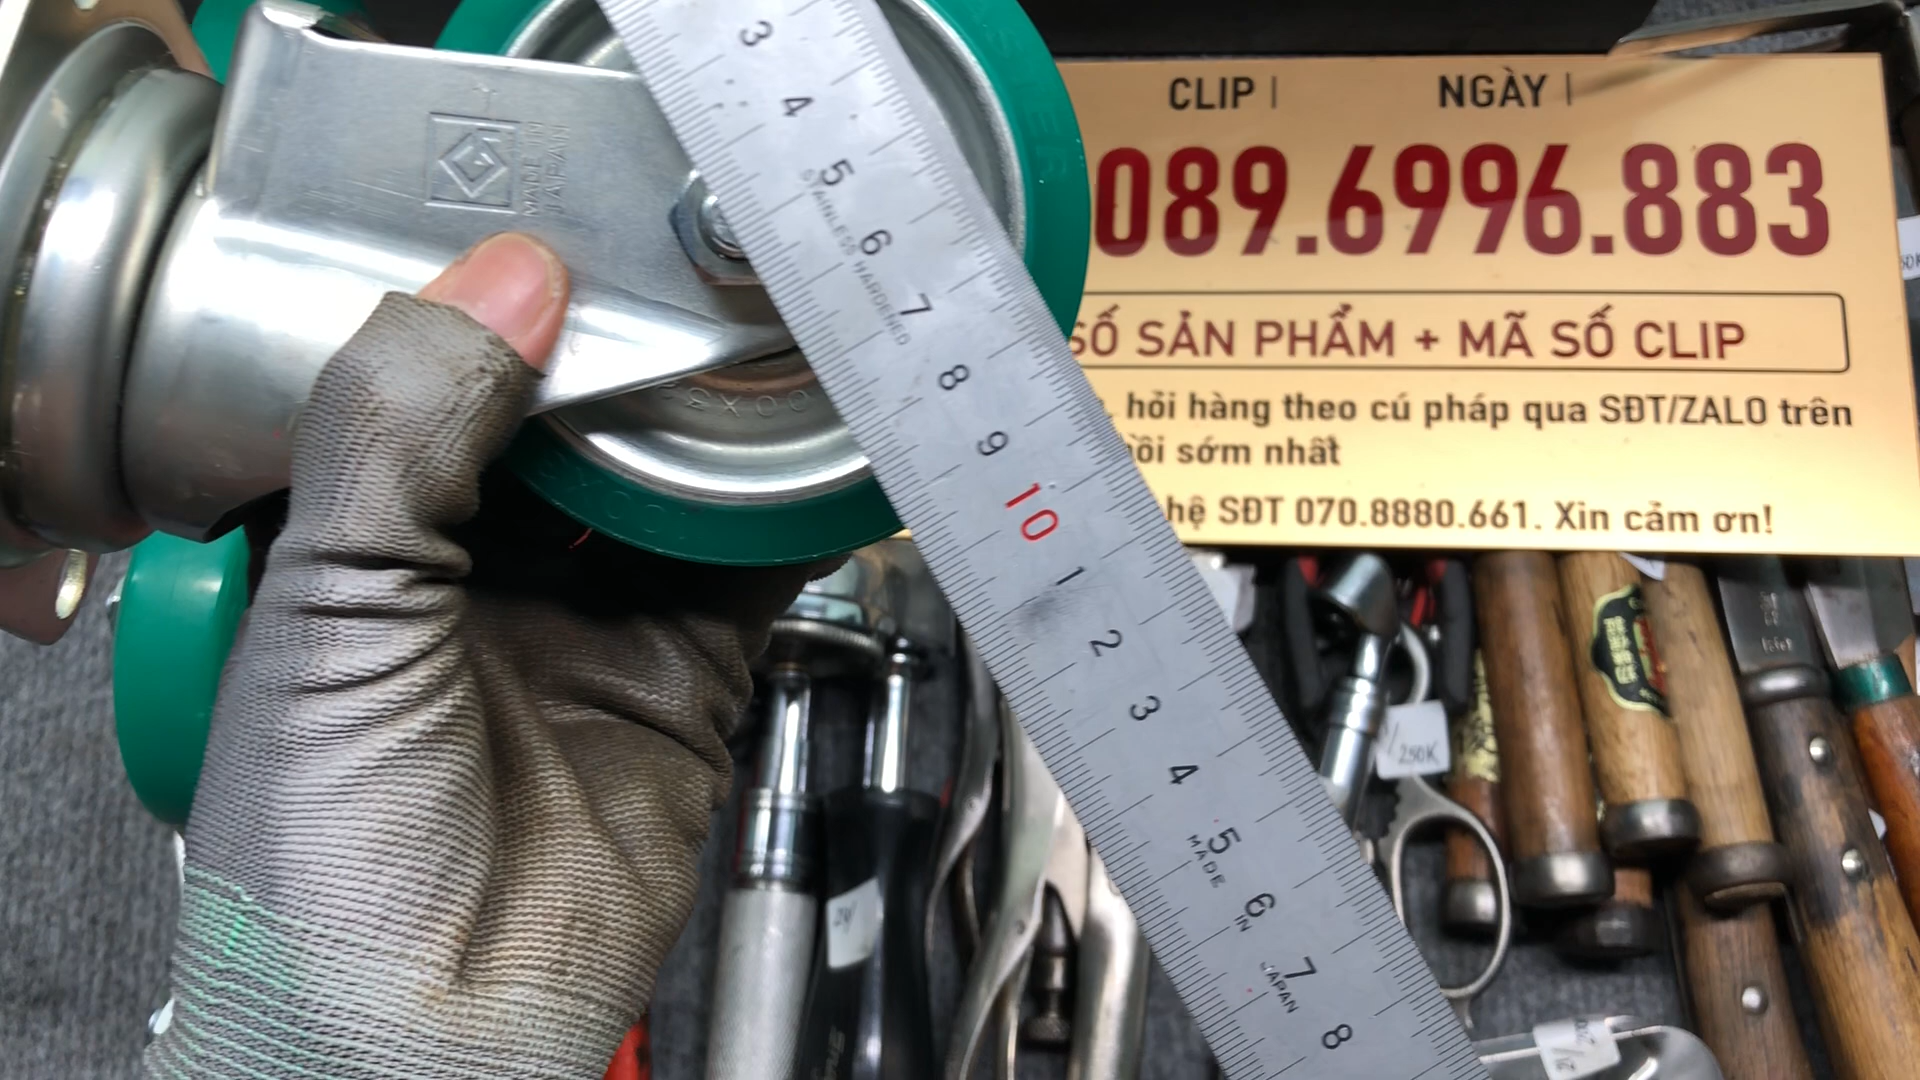 CLIP | NGÀY |
089.6996.883
SỐ SẢN PHẨM + MÃ SỐ CLIP
hỏi hàng theo cú pháp qua SĐT/ZALO trên
hồi sớm nhất
hệ SĐT 070.8880.661. Xin cảm ơn!
G
MADE IN
JAPAN
3 4 5 6 7 8 9 10 1 2 3 4 5 6 7 8
STAINLESS HARDENED
MADE IN JAPAN
250K